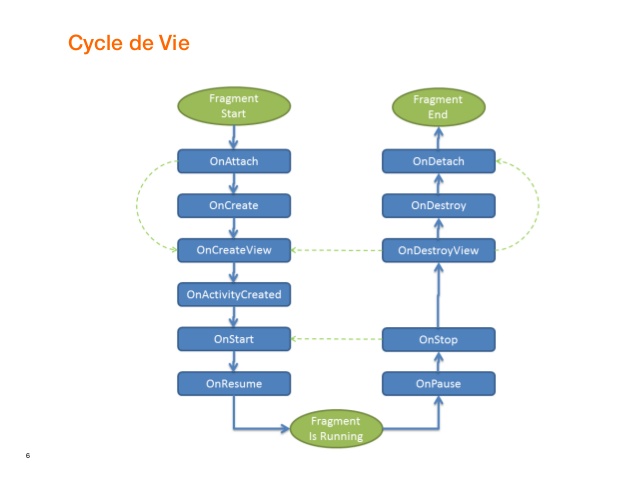 Cycle de Vie
Fragment
Start
OnAttach
OnCreate
OnCreateView
OnActivityCreated
OnStart
OnResume
Fragment
Is Running
Fragment
End
OnDetach
OnDestroy
OnDestroyView
OnStop
OnPause
6